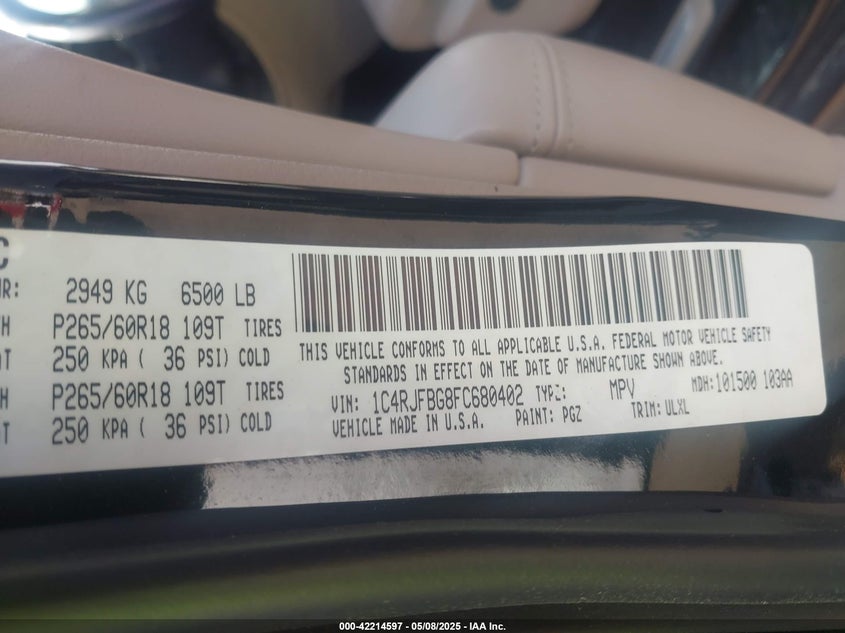 C
UR: 2949 KG 6500 LB
H P265/60R18 109T TIRES
T 250 KPA ( 36 PSI) COLD
H P265/60R18 109T TIRES
T 250 KPA ( 36 PSI) COLD
THIS VEHICLE CONFORMS TO ALL APPLICABLE U.S.A. FEDERAL MOTOR VEHICLE SAFETY
STANDARDS IN EFFECT ON THE DATE OF MANUFACTURE SHOWN ABOVE.
VIN: 1C4RJFBG8FC680402 TYPE: MPV MDH:101500 103AA
VEHICLE MADE IN U.S.A. PAINT: PGZ TRIM: ULXL
000-42214597 - 05/08/2025 - IAA Inc.